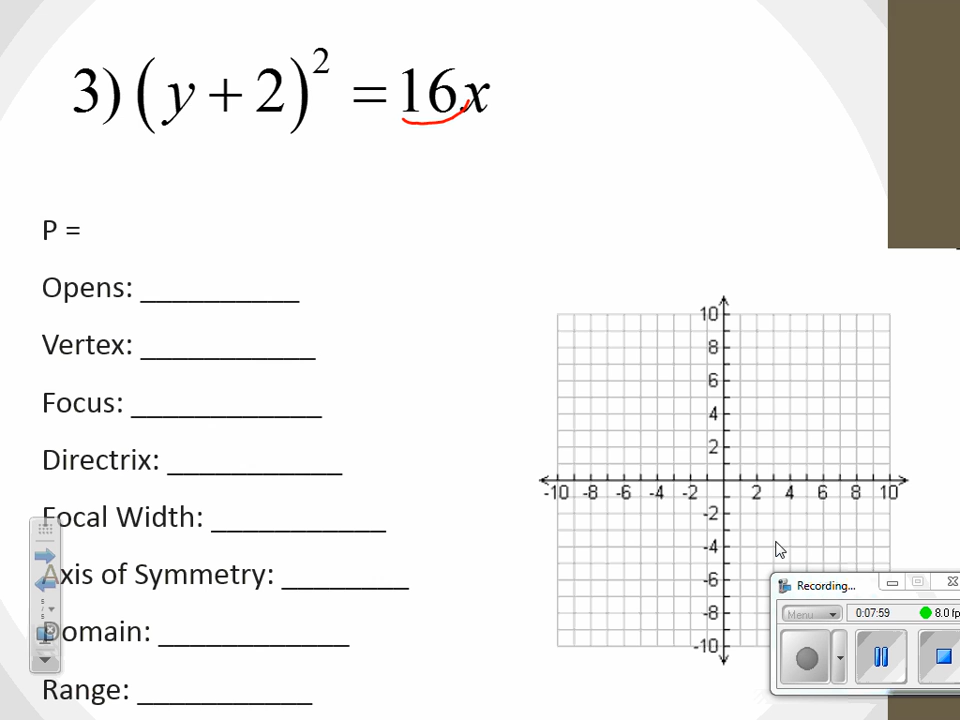 3) (y + 2)² = 16x
P =
Opens: __________
Vertex: ___________
Focus: ____________
Directrix: ___________
Focal Width: ___________
Axis of Symmetry: ________
Domain: ____________
Range: ___________
10
8
6
4
2
-10 -8 -6 -4 -2 2 4 6 8 10
-2
-4
-6
-8
-10
Recording...
Menu 0:07:59 8.0 fp
5
/
5